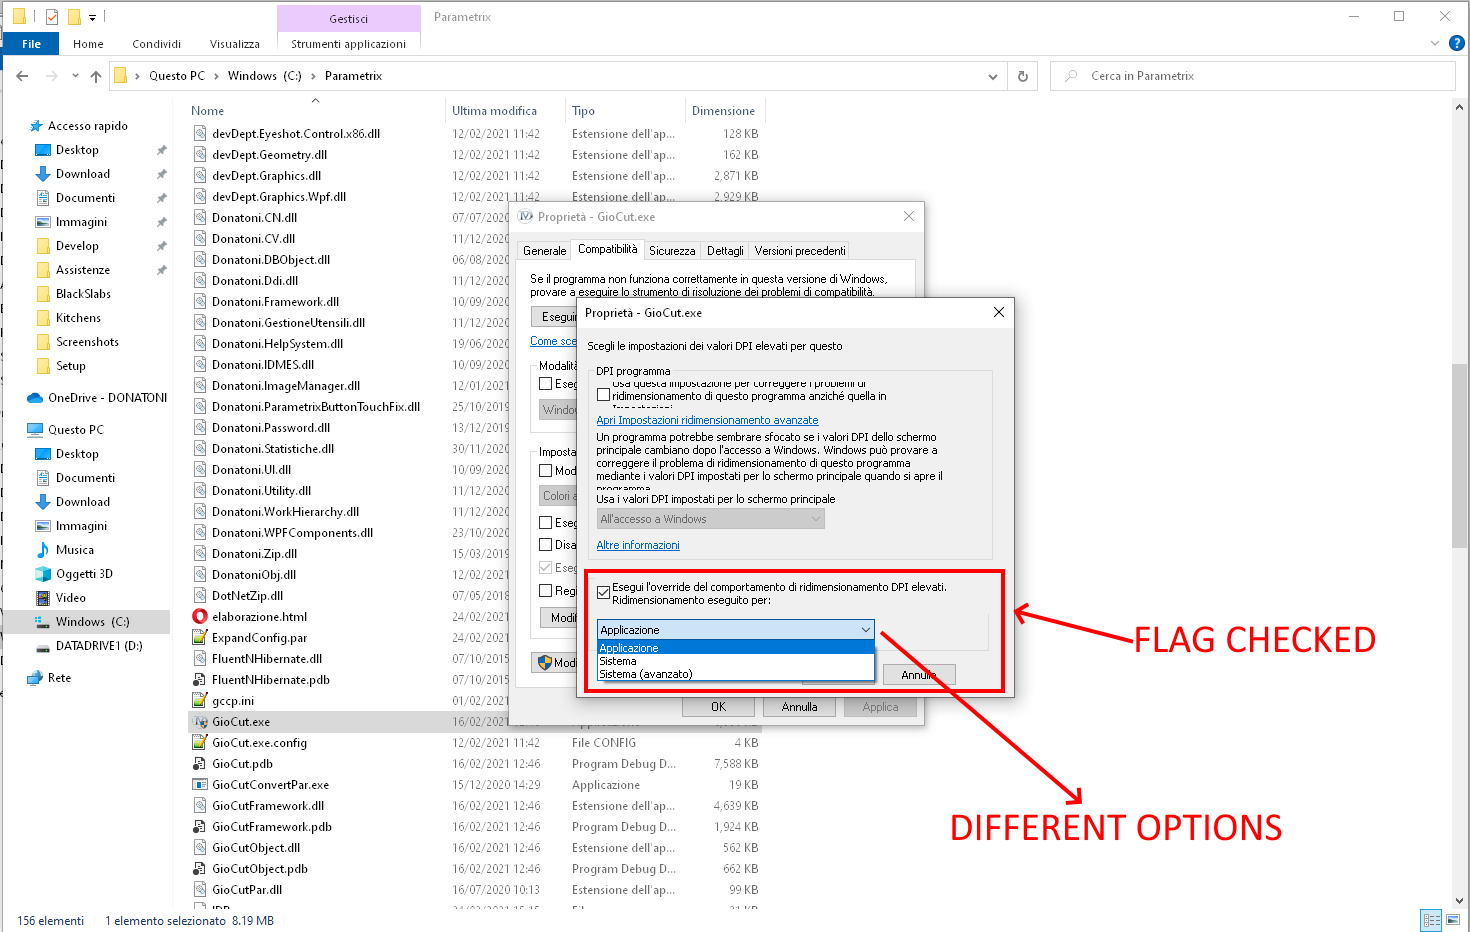 Gestisci
Parametrix
File
Home
Condividi
Visualizza
Strumenti applicazioni
Questo PC
Windows (C:)
Parametrix
Cerca in Parametrix
Nome
Ultima modifica
Tipo
Dimensione
Accesso rapido
Desktop
Download
Documenti
Immagini
Develop
Assistenze
BlackSlabs
Kitchens
Screenshots
Setup
OneDrive - DONATONI
Questo PC
Desktop
Documenti
Download
Immagini
Musica
Oggetti 3D
Video
Windows (C:)
DATADRIVE1 (D:)
Rete
devDept.Eyeshot.Control.x86.dll 12/02/2021 11:42 Estensione dell'ap... 128 KB
devDept.Geometry.dll 12/02/2021 11:42 Estensione dell'ap... 162 KB
devDept.Graphics.dll 12/02/2021 11:42 Estensione dell'ap... 2,871 KB
devDept.Graphics.Wpf.dll 12/02/2021 11:42 Estensione dell'ap... 2,929 KB
Donatoni.CN.dll 07/07/2020
Donatoni.CV.dll 11/12/2020
Donatoni.DBObject.dll 06/08/2020
Donatoni.Ddi.dll 11/12/2020
Donatoni.Framework.dll 10/09/2020
Donatoni.GestioneUtensili.dll 11/12/2020
Donatoni.HelpSystem.dll 19/06/2020
Donatoni.IDMES.dll 10/09/2020
Donatoni.ImageManager.dll 12/01/2021
Donatoni.ParametrixButtonTouchFix.dll 25/10/2019
Donatoni.Password.dll 13/12/2019
Donatoni.Statistiche.dll 30/11/2020
Donatoni.UI.dll 10/09/2020
Donatoni.Utility.dll 11/12/2020
Donatoni.WorkHierarchy.dll 11/12/2020
Donatoni.WPFComponents.dll 23/10/2020
Donatoni.Zip.dll 15/03/2019
DonatoniObj.dll 11/12/2020
DotNetZip.dll 07/05/2018
elaborazione.html 24/02/2021
ExpandConfig.par 24/02/2021
FluentNHibernate.dll 07/10/2015
FluentNHibernate.pdb 07/10/2015
gccp.ini 01/02/2021
GioCut.exe 16/02/2021
GioCut.exe.config 12/02/2021 11:42 File CONFIG 4 KB
GioCut.pdb 16/02/2021 12:46 Program Debug D... 7,588 KB
GioCutConvertPar.exe 15/12/2020 14:29 Applicazione 19 KB
GioCutFramework.dll 16/02/2021 12:46 Estensione dell'ap... 4,639 KB
GioCutFramework.pdb 16/02/2021 12:46 Program Debug D... 1,924 KB
GioCutObject.dll 16/02/2021 12:46 Estensione dell'ap... 562 KB
GioCutObject.pdb 16/02/2021 12:46 Program Debug D... 662 KB
GioCutPar.dll 16/07/2020 10:13 Estensione dell'ap... 99 KB
156 elementi
1 elemento selezionato 8.19 MB
Proprietà - GioCut.exe
Generale
Compatibilità
Sicurezza
Dettagli
Versioni precedenti
Se il programma non funziona correttamente in questa versione di Windows,
provare a eseguire lo strumento di risoluzione dei problemi di compatibilità.
Eseguir
Come sce
Modalità
Eseg
Windo
Imposta
Mod
Colori a
Eseg
Disa
Eseg
Regi
Modif
Modi
OK
Annulla
Applica
Proprietà - GioCut.exe
Scegli le impostazioni dei valori DPI elevati per questo
DPI programma
Usa questa impostazione per correggere i problemi di
ridimensionamento di questo programma anziché quella in
Impostazioni
Apri Impostazioni ridimensionamento avanzate
Un programma potrebbe sembrare sfocato se i valori DPI dello schermo
principale cambiano dopo l'accesso a Windows. Windows può provare a
correggere il problema di ridimensionamento di questo programma
mediante i valori DPI impostati per lo schermo principale quando si apre il
programma.
Usa i valori DPI impostati per lo schermo principale
All'accesso a Windows
Altre informazioni
Esegui l'override del comportamento di ridimensionamento DPI elevati.
Ridimensionamento eseguito per:
Applicazione
Applicazione
Sistema
Sistema (avanzato)
Annulla
FLAG CHECKED
DIFFERENT OPTIONS